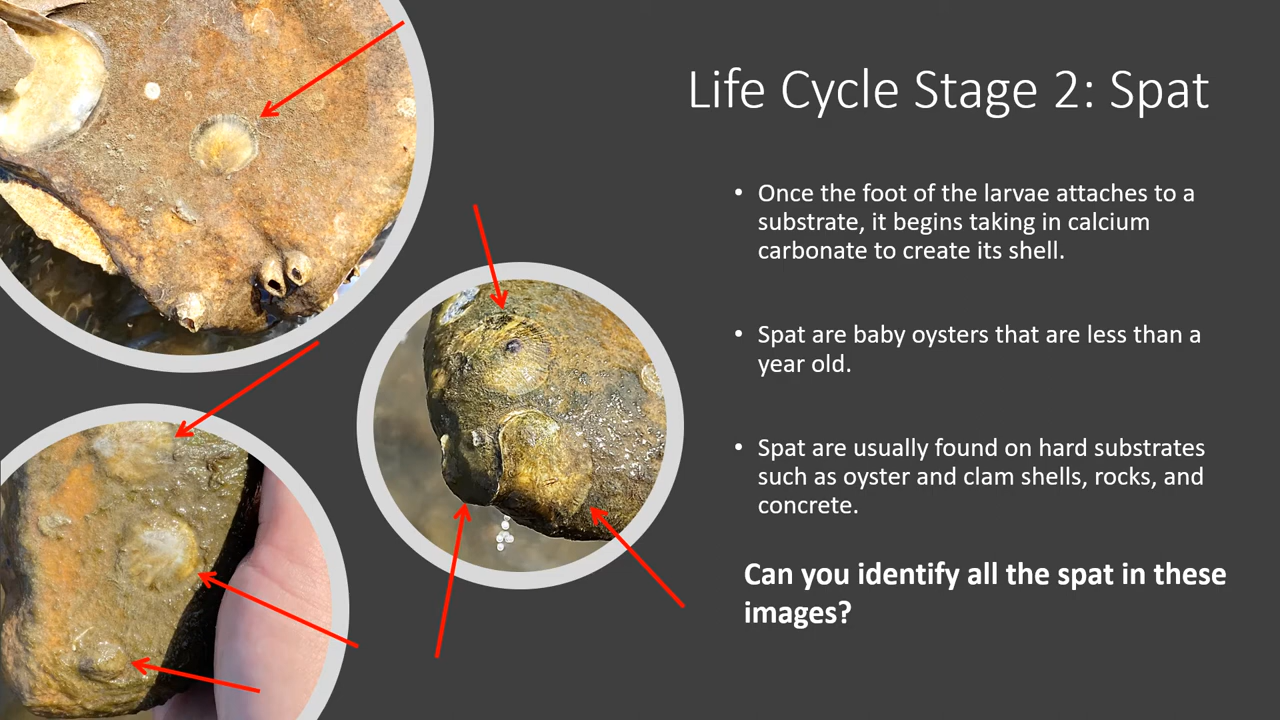 Life Cycle Stage 2: Spat
• Once the foot of the larvae attaches to a
substrate, it begins taking in calcium
carbonate to create its shell.
• Spat are baby oysters that are less than a
year old.
• Spat are usually found on hard substrates
such as oyster and clam shells, rocks, and
concrete.
Can you identify all the spat in these
images?